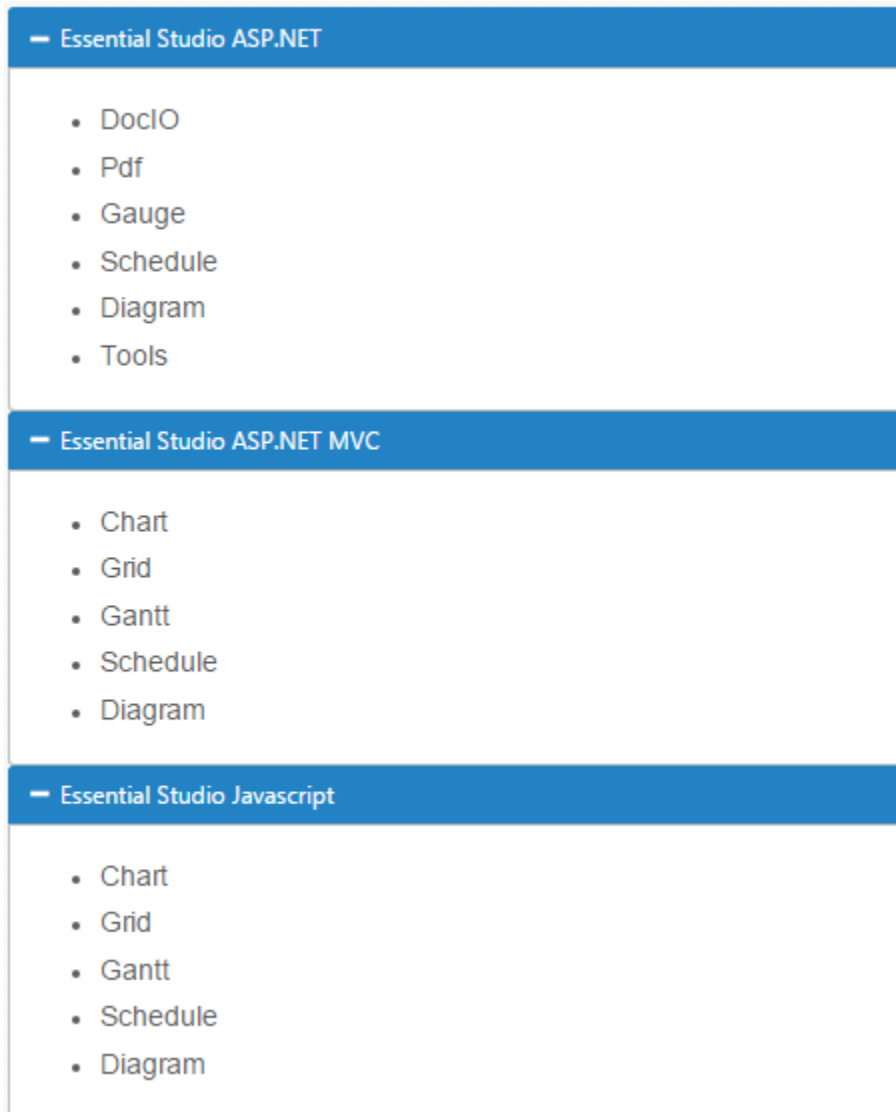 Essential Studio ASP.NET
DocIO
Pdf
Gauge
Schedule
Diagram
Tools
Essential Studio ASP.NET MVC
Chart
Grid
Gantt
Schedule
Diagram
Essential Studio Javascript
Chart
Grid
Gantt
Schedule
Diagram